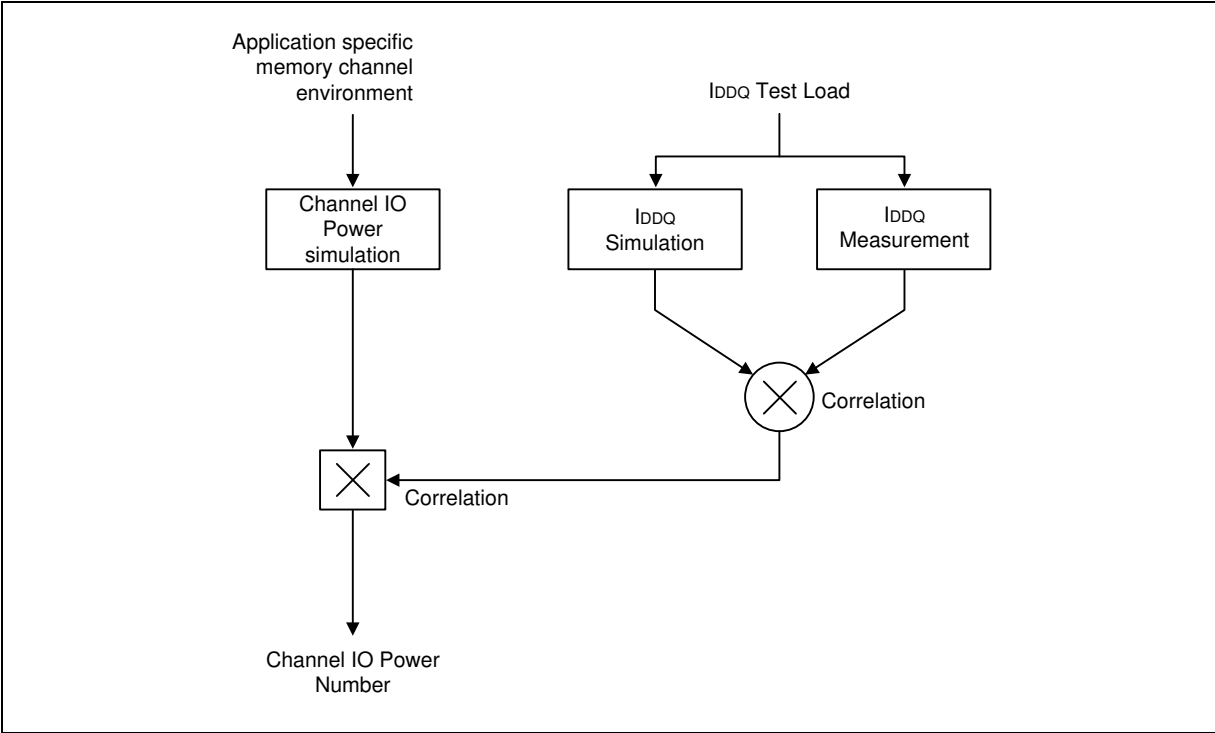 Application specific
memory channel
environment
IDDQ Test Load
Channel IO
Power
simulation
IDDQ
Simulation
IDDQ
Measurement
Correlation
Correlation
Channel IO Power
Number